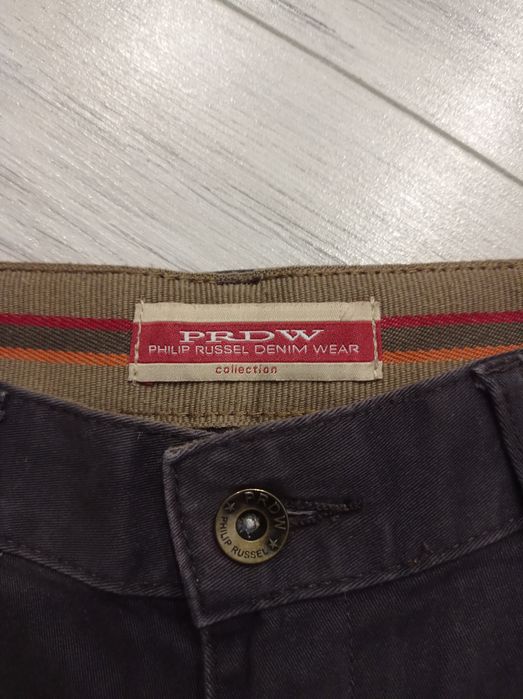 PRDW
PHILIP RUSSEL DENIM WEAR
collection
PRDW
PHILIP RUSSEL